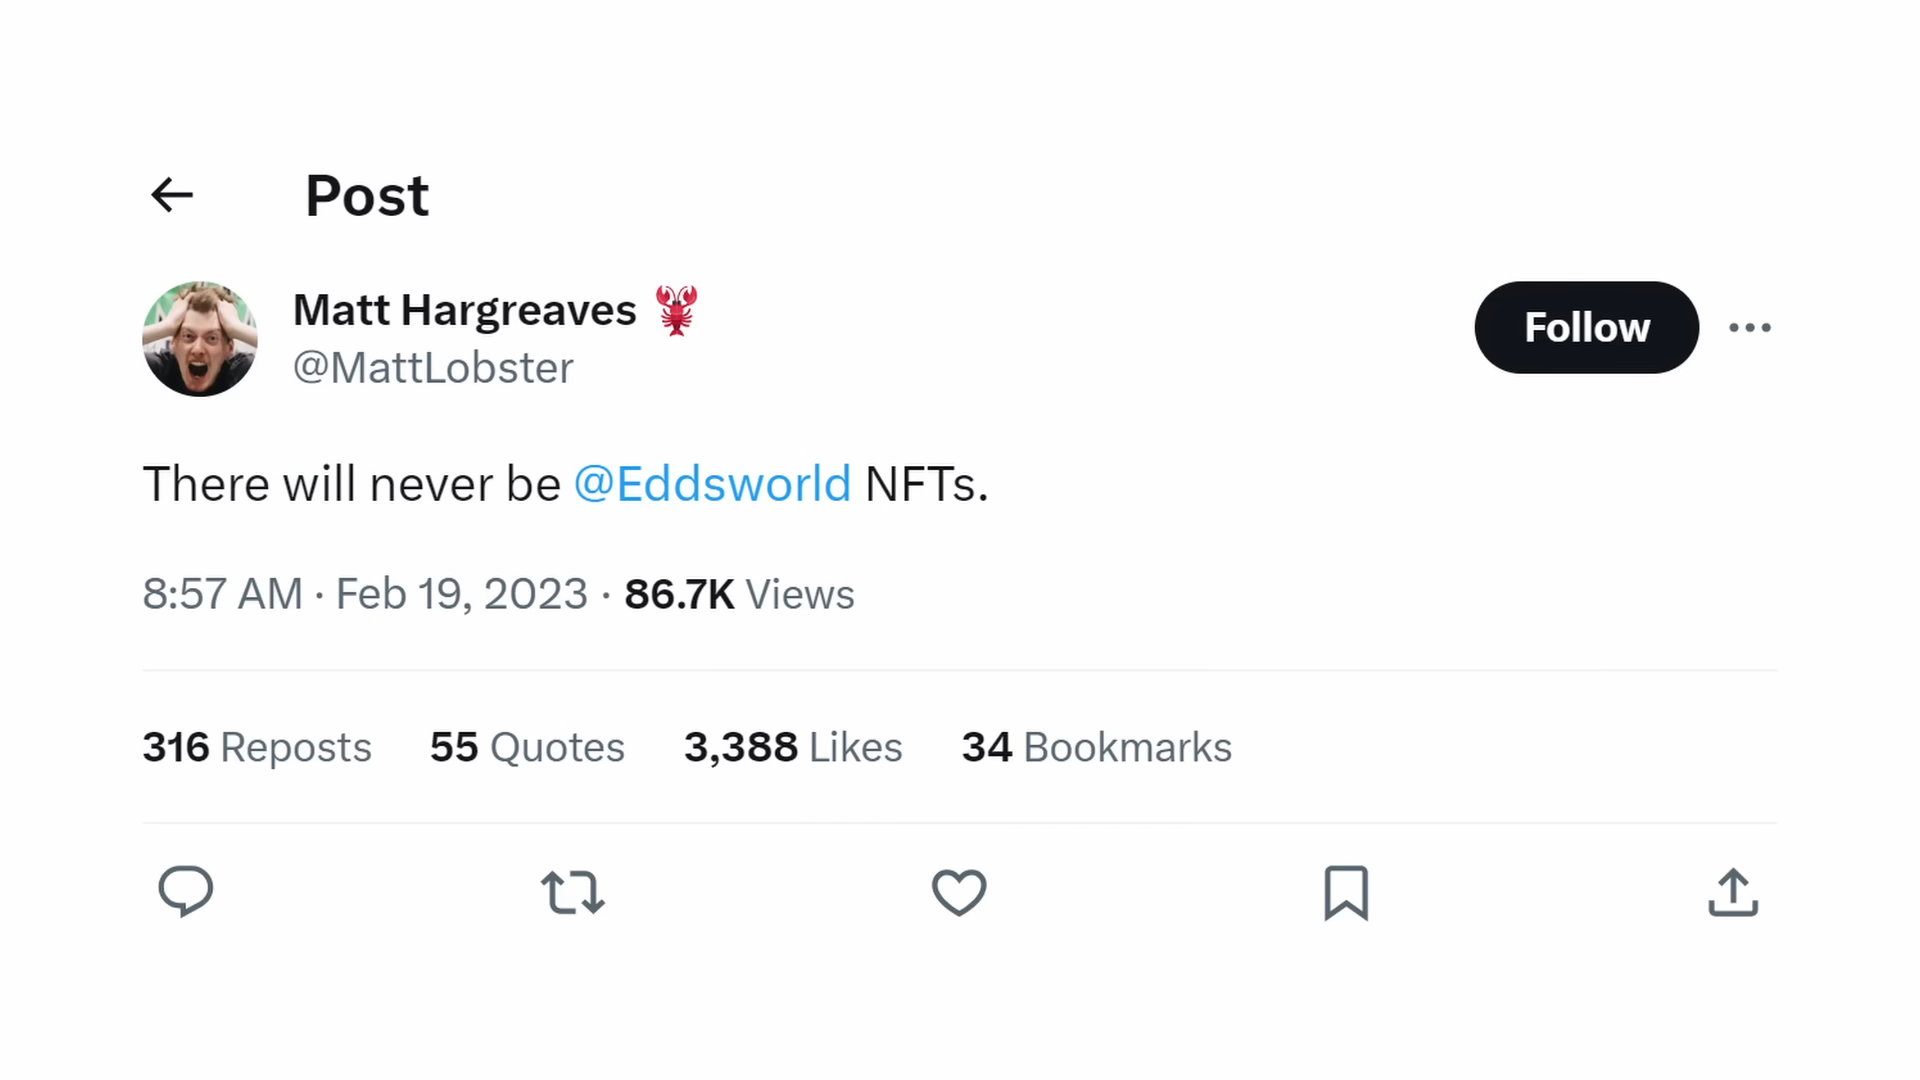 Post
Matt Hargreaves 🦞
@MattLobster
Follow
There will never be @Eddsworld NFTs.
8:57 AM · Feb 19, 2023 · 86.7K Views
316 Reposts 55 Quotes 3,388 Likes 34 Bookmarks